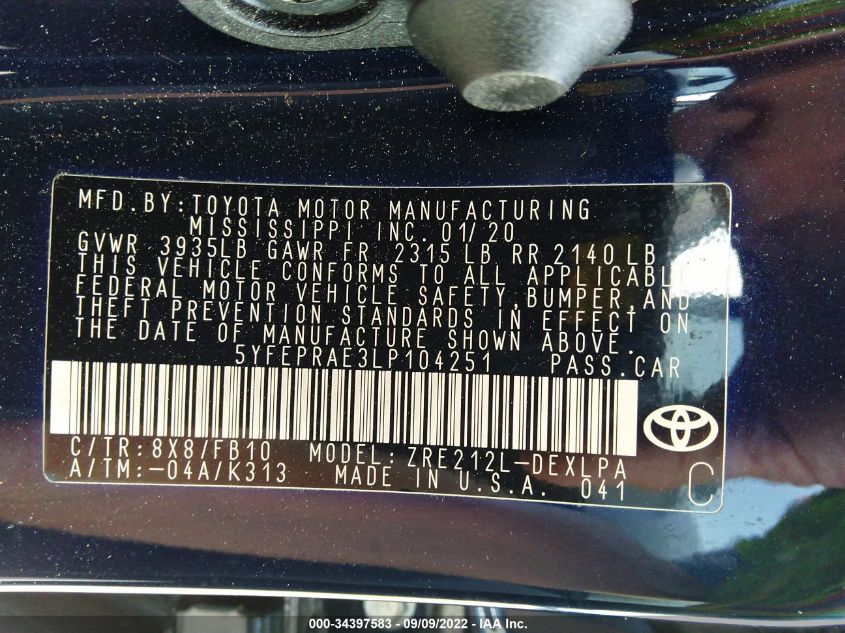 MFD.BY:TOYOTA MOTOR MANUFACTURING
MISSISSIPPI INC. 01/20
GVWR 3935LB GAWR FR 2315 LB RR 2140 LB
THIS VEHICLE CONFORMS TO ALL APPLICABLE
FEDERAL MOTOR VEHICLE SAFETY,BUMPER,AND
THEFT PREVENTION STANDARDS IN EFFECT ON
THE DATE OF MANUFACTURE SHOWN ABOVE.
5YFEPRAE3LP104251 PASS.CAR
C/TR:8X8/FB10 MODEL:ZRE212L-DEXLPA
A/TM:-04A/K313 MADE IN U.S.A. 041
C
000-34397583 - 09/09/2022 - IAA Inc.